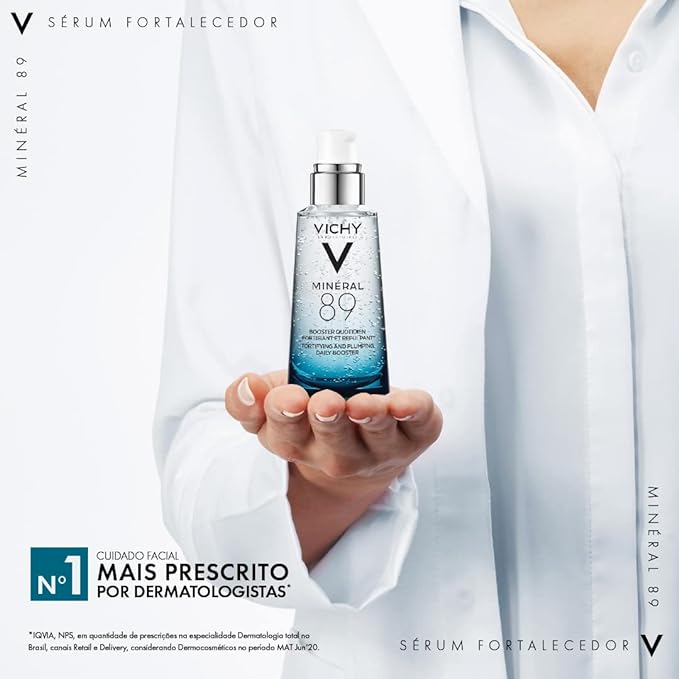 V SÉRUM FORTALECEDOR
MINÉRAL 89
VICHY
V
MINÉRAL
89
BOOSTER QUOTIDIEN
FORTIFIANT ET REPULPANT
FORTIFYING AND PLUMPING
DAILY BOOSTER
Nº1
CUIDADO FACIAL
MAIS PRESCRITO
POR DERMATOLOGISTAS*
*IQVIA, NPS, em quantidade de prescrições na especialidade Dermatologia total no
Brasil, canais Retail e Delivery, considerando Dermocosméticos no período MAT Jun'20.
MINÉRAL 89
SÉRUM FORTALECEDOR V